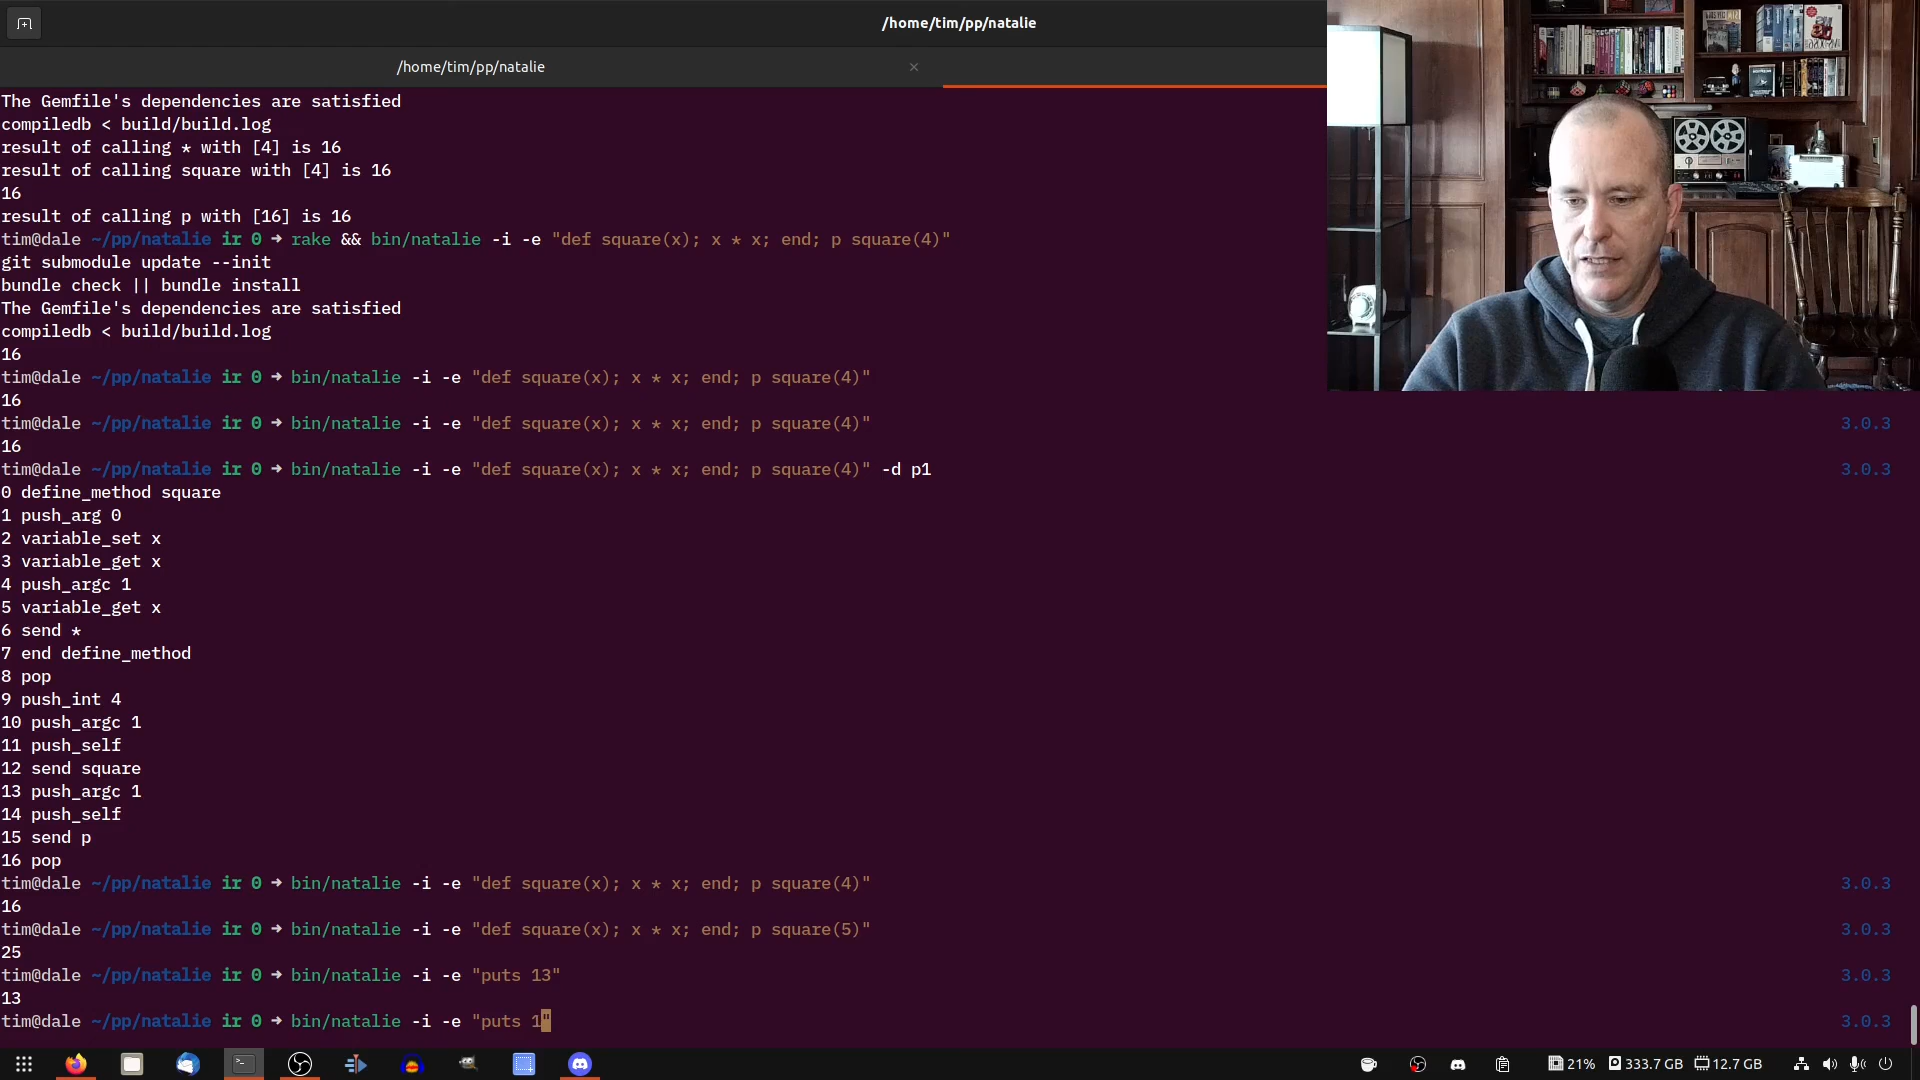 /home/tim/pp/natalie
/home/tim/pp/natalie ×
The Gemfile's dependencies are satisfied
compiledb < build/build.log
result of calling * with [4] is 16
result of calling square with [4] is 16
16
result of calling p with [16] is 16
tim@dale ~/pp/natalie ir 0 → rake && bin/natalie -i -e "def square(x); x * x; end; p square(4)"
git submodule update --init
bundle check || bundle install
The Gemfile's dependencies are satisfied
compiledb < build/build.log
16
tim@dale ~/pp/natalie ir 0 → bin/natalie -i -e "def square(x); x * x; end; p square(4)"
16
tim@dale ~/pp/natalie ir 0 → bin/natalie -i -e "def square(x); x * x; end; p square(4)" 3.0.3
16
tim@dale ~/pp/natalie ir 0 → bin/natalie -i -e "def square(x); x * x; end; p square(4)" -d p1 3.0.3
0 define_method square
1 push_arg 0
2 variable_set x
3 variable_get x
4 push_argc 1
5 variable_get x
6 send *
7 end define_method
8 pop
9 push_int 4
10 push_argc 1
11 push_self
12 send square
13 push_argc 1
14 push_self
15 send p
16 pop
tim@dale ~/pp/natalie ir 0 → bin/natalie -i -e "def square(x); x * x; end; p square(4)" 3.0.3
16
tim@dale ~/pp/natalie ir 0 → bin/natalie -i -e "def square(x); x * x; end; p square(5)" 3.0.3
25
tim@dale ~/pp/natalie ir 0 → bin/natalie -i -e "puts 13" 3.0.3
13
tim@dale ~/pp/natalie ir 0 → bin/natalie -i -e "puts 1" 3.0.3
21% 333.7 GB 12.7 GB